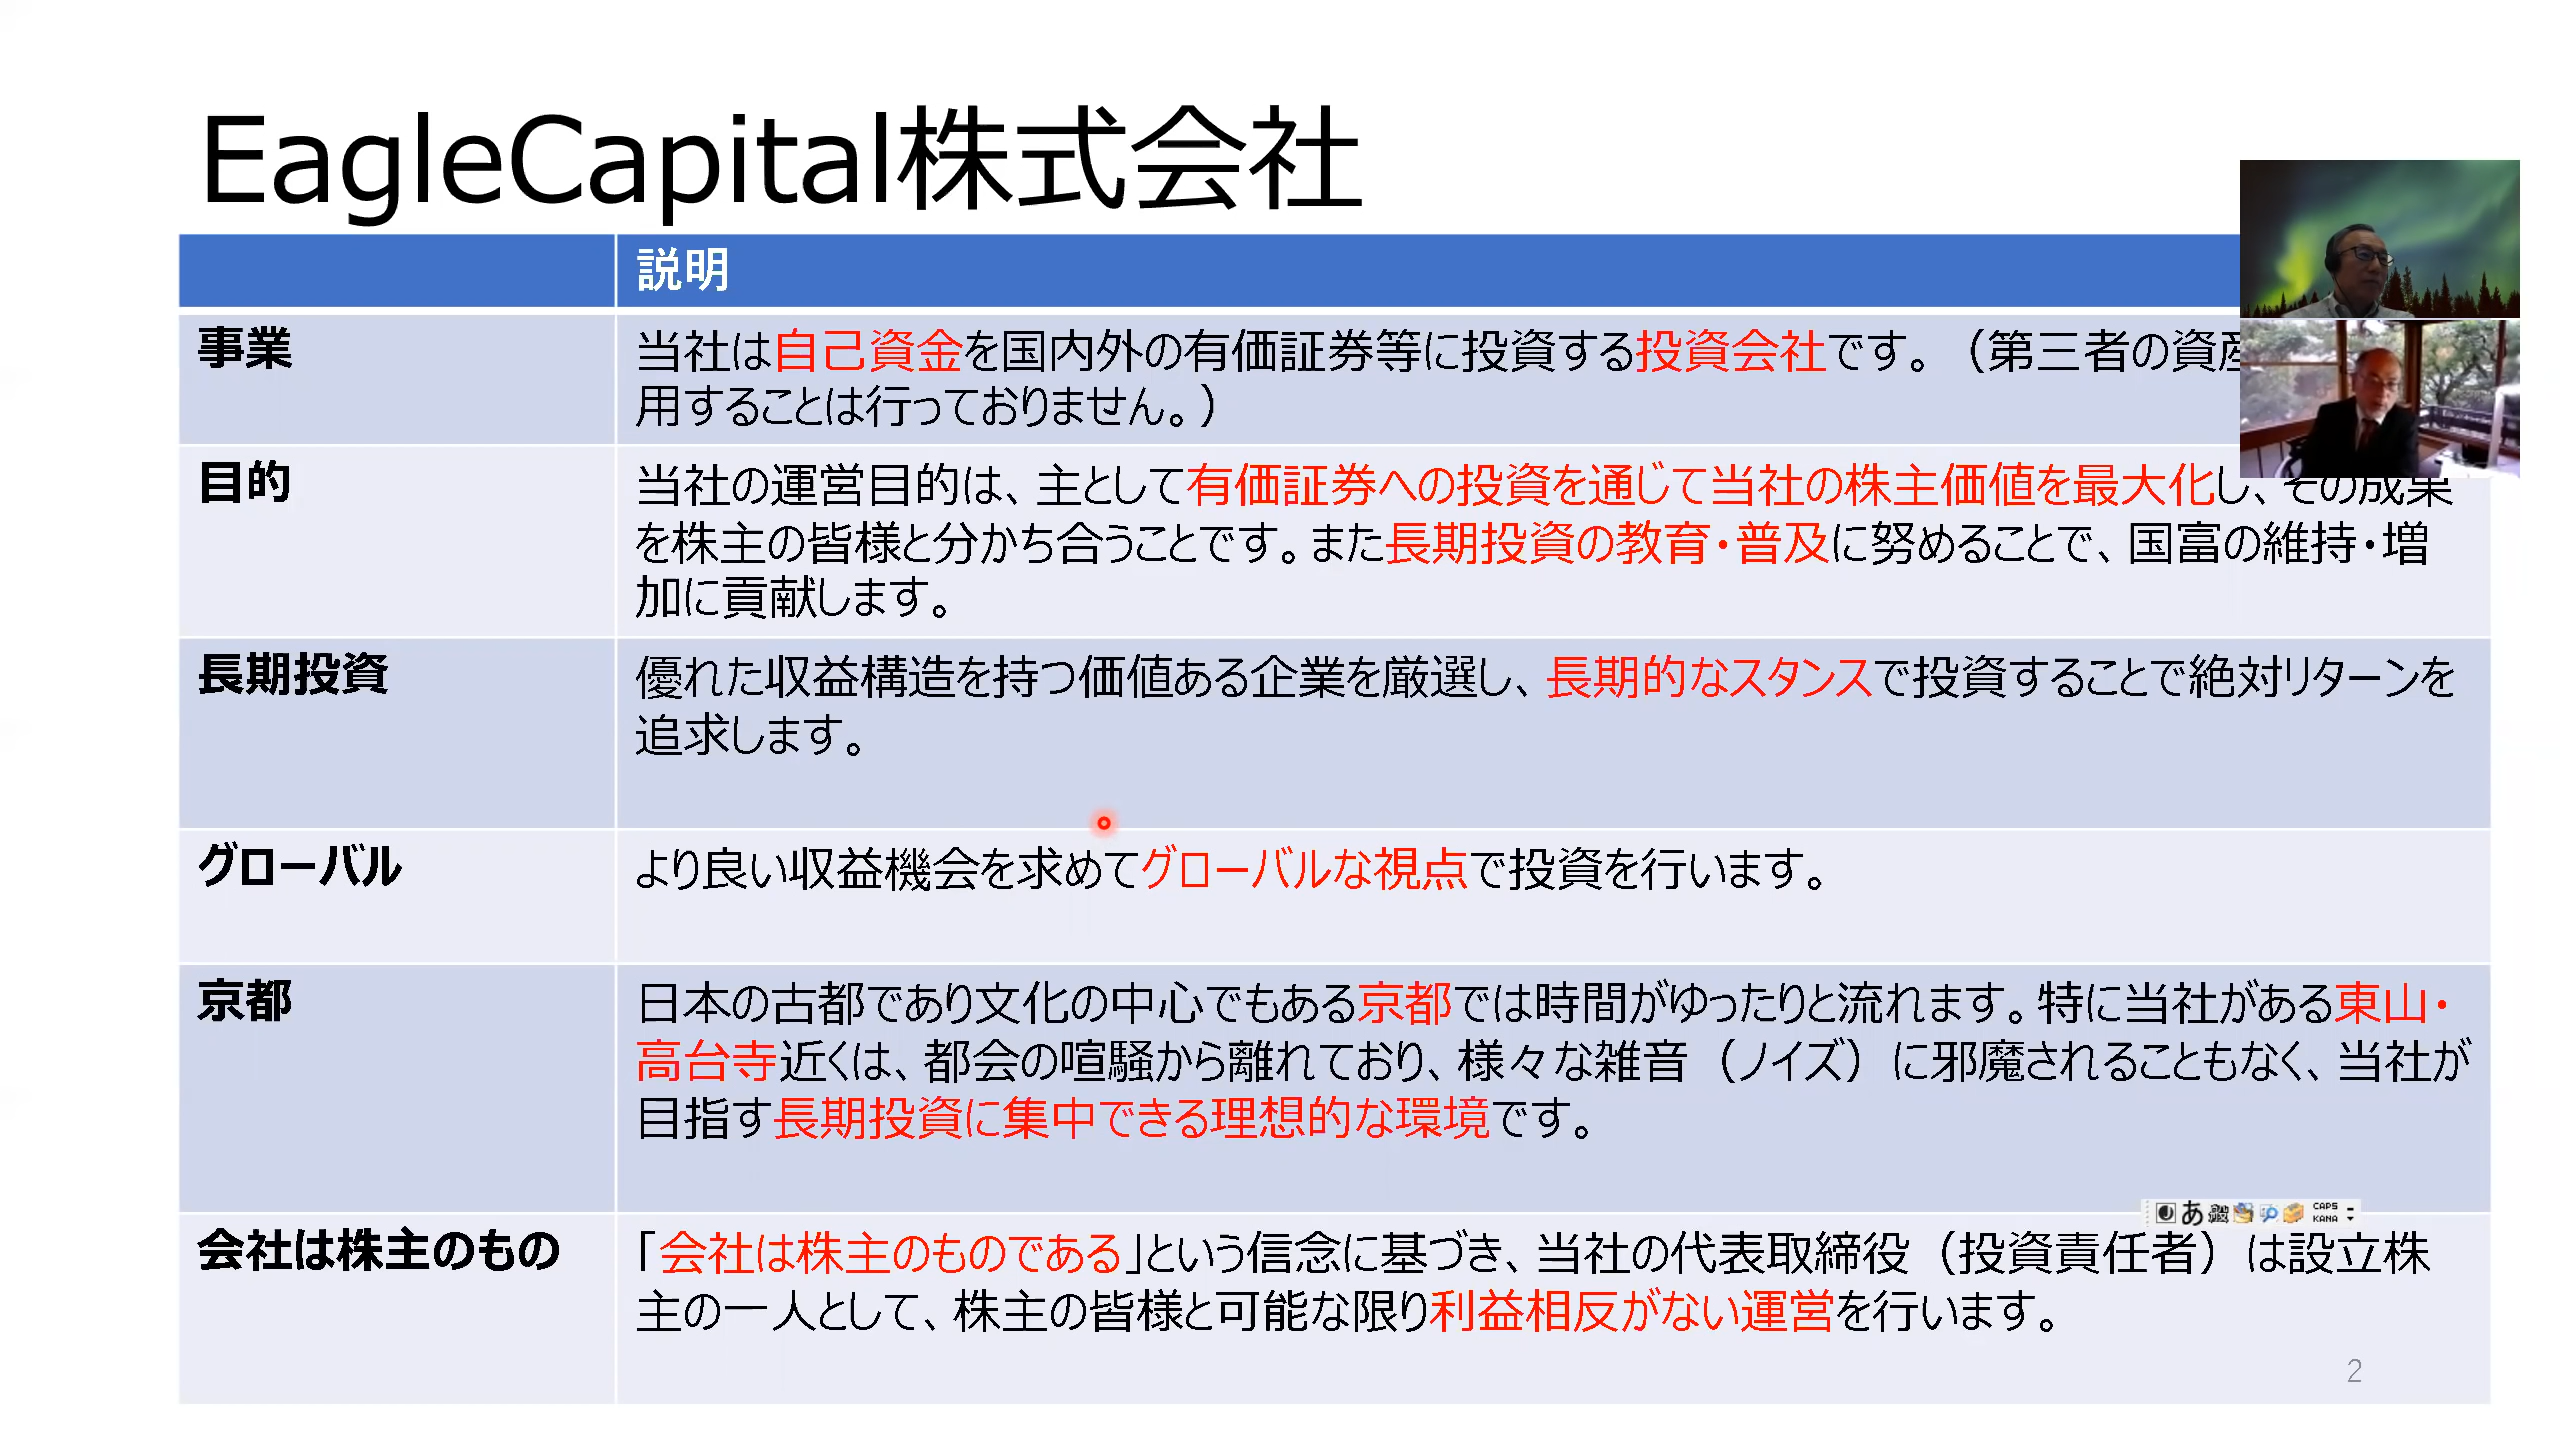 EagleCapital株式会社
説明
事業
当社は自己資金を国内外の有価証券等に投資する投資会社です。（第三者の資
用することは行っておりません。）
目的
当社の運営目的は、主として有価証券への投資を通じて当社の株主価値を最大化し、その成果
を株主の皆様と分かち合うことです。また長期投資の教育・普及に努めることで、国富の維持・増
加に貢献します。
長期投資
優れた収益構造を持つ価値ある企業を厳選し、長期的なスタンスで投資することで絶対リターンを
追求します。
グローバル
より良い収益機会を求めてグローバルな視点で投資を行います。
京都
日本の古都であり文化の中心でもある京都では時間がゆったりと流れます。特に当社がある東山・
高台寺近くは、都会の喧騒から離れており、様々な雑音（ノイズ）に邪魔されることもなく、当社が
目指す長期投資に集中できる理想的な環境です。
あ
CAPS
KANA
会社は株主のもの
「会社は株主のものである」という信念に基づき、当社の代表取締役（投資責任者）は設立株
主の一人として、株主の皆様と可能な限り利益相反がない運営を行います。
2